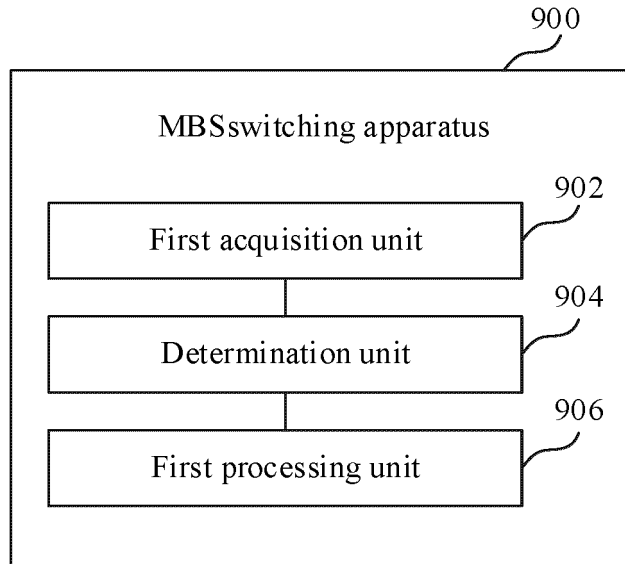 900
MBSswitching apparatus
902
First acquisition unit
904
Determination unit
906
First processing unit